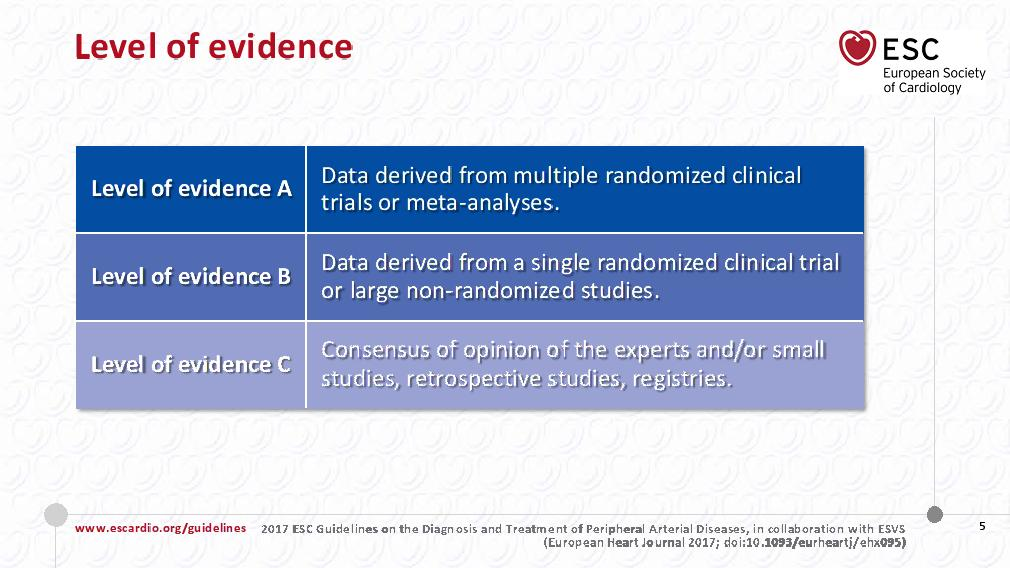 Level of evidence
ESC
European Society
of Cardiology
Level of evidence A
Data derived from multiple randomized clinical
trials or meta-analyses.
Level of evidence B
Data derived from a single randomized clinical trial
or large non-randomized studies.
Level of evidence C
Consensus of opinion of the experts and/or small
studies, retrospective studies, registries.
www.escardio.org/guidelines
2017 ESC Guidelines on the Diagnosis and Treatment of Peripheral Arterial Diseases, in collaboration with ESVS
(European Heart Journal 2017; doi:10.1093/eurheartj/ehx095)
5